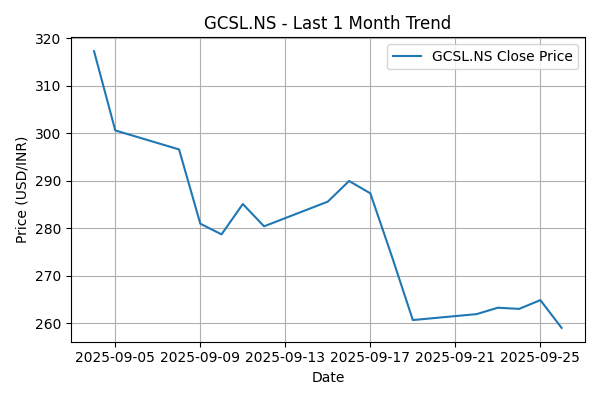 GCSL.NS - Last 1 Month Trend
GCSL.NS Close Price
320
310
300
290
280
270
260
Price (USD/INR)
2025-09-05 2025-09-09 2025-09-13 2025-09-17 2025-09-21 2025-09-25
Date